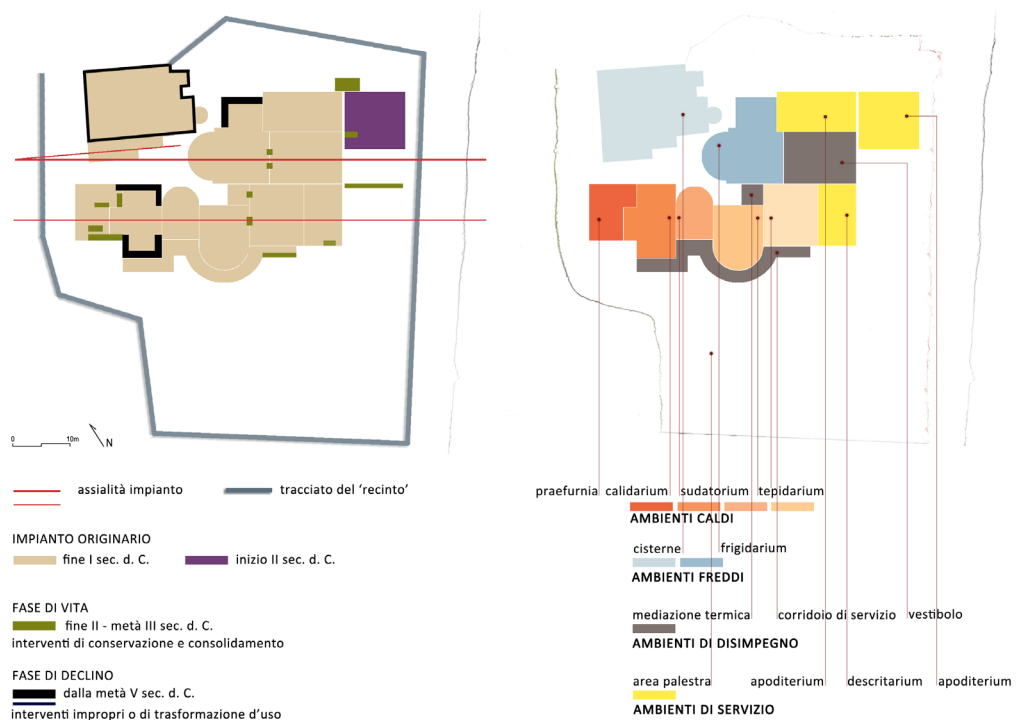 0 10m N
assialità impianto
tracciato del ‘recinto’
IMPIANTO ORIGINARIO
fine I sec. d. C.
inizio II sec. d. C.
FASE DI VITA
fine II - metà III sec. d. C.
interventi di conservazione e consolidamento
FASE DI DECLINO
dalla metà V sec. d. C.
interventi impropri o di trasformazione d’uso
praefurnia calidarium sudatorium tepidarium
AMBIENTI CALDI
cisterne frigidarium
AMBIENTI FREDDI
mediazione termica corridoio di servizio vestibolo
AMBIENTI DI DISIMPEGNO
area palestra apoditerium descritarium apoditerium
AMBIENTI DI SERVIZIO